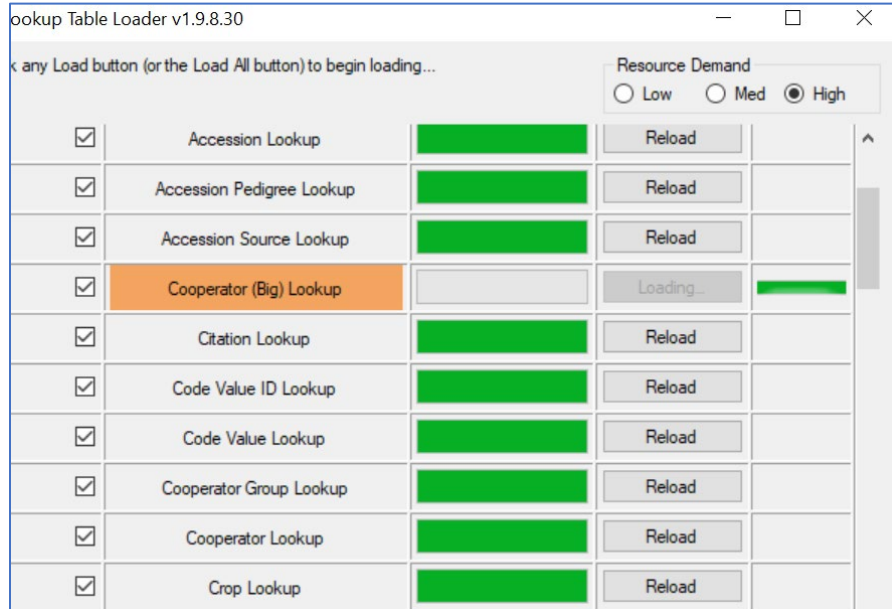 ookup Table Loader v1.9.8.30
k any Load button (or the Load All button) to begin loading...
Resource Demand
Low Med High
Accession Lookup Reload
Accession Pedigree Lookup Reload
Accession Source Lookup Reload
Cooperator (Big) Lookup Loading...
Citation Lookup Reload
Code Value ID Lookup Reload
Code Value Lookup Reload
Cooperator Group Lookup Reload
Cooperator Lookup Reload
Crop Lookup Reload